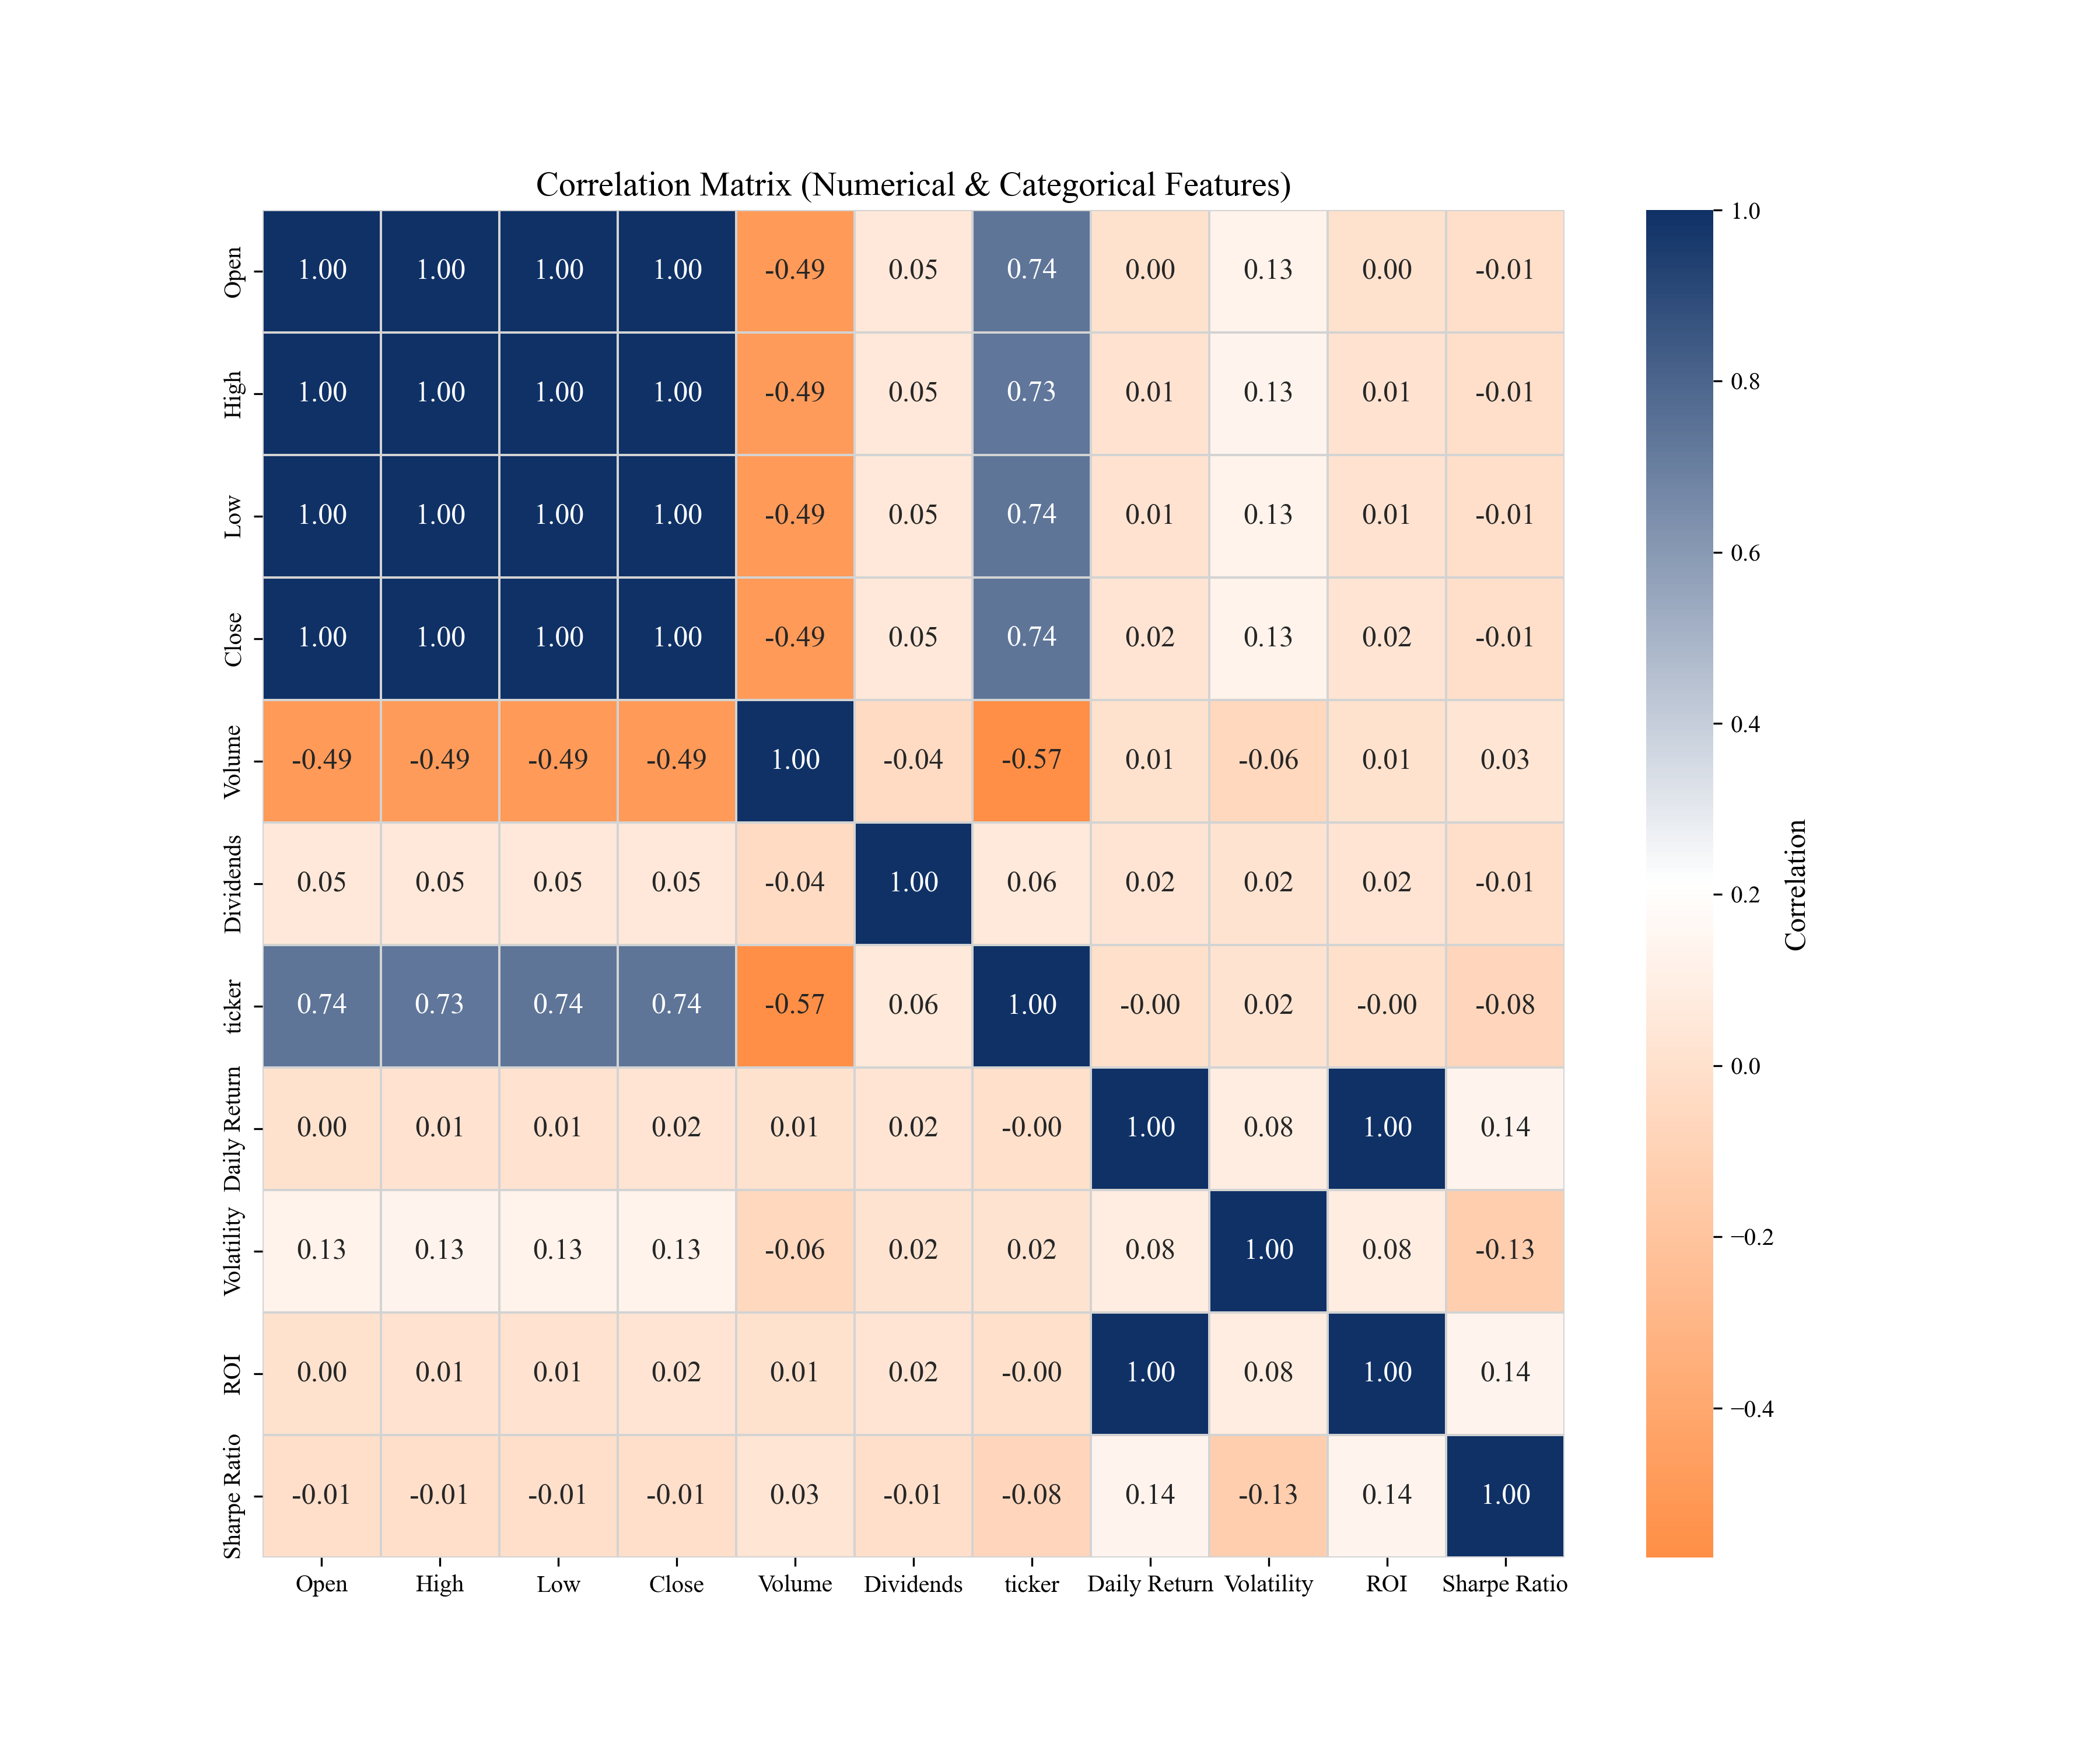 Correlation Matrix (Numerical & Categorical Features)
Open 1.00 1.00 1.00 1.00 -0.49 0.05 0.74 0.00 0.13 0.00 -0.01
High 1.00 1.00 1.00 1.00 -0.49 0.05 0.73 0.01 0.13 0.01 -0.01
Low 1.00 1.00 1.00 1.00 -0.49 0.05 0.74 0.01 0.13 0.01 -0.01
Close 1.00 1.00 1.00 1.00 -0.49 0.05 0.74 0.02 0.13 0.02 -0.01
Volume -0.49 -0.49 -0.49 -0.49 1.00 -0.04 -0.57 0.01 -0.06 0.01 0.03
Dividends 0.05 0.05 0.05 0.05 -0.04 1.00 0.06 0.02 0.02 0.02 -0.01
ticker 0.74 0.73 0.74 0.74 -0.57 0.06 1.00 -0.00 0.02 -0.00 -0.08
Daily Return 0.00 0.01 0.01 0.02 0.01 0.02 -0.00 1.00 0.08 1.00 0.14
Volatility 0.13 0.13 0.13 0.13 -0.06 0.02 0.02 0.08 1.00 0.08 -0.13
ROI 0.00 0.01 0.01 0.02 0.01 0.02 -0.00 1.00 0.08 1.00 0.14
Sharpe Ratio -0.01 -0.01 -0.01 -0.01 0.03 -0.01 -0.08 0.14 -0.13 0.14 1.00
Open High Low Close Volume Dividends ticker Daily Return Volatility ROI Sharpe Ratio
1.0
0.8
0.6
0.4
0.2
0.0
−0.2
−0.4
Correlation